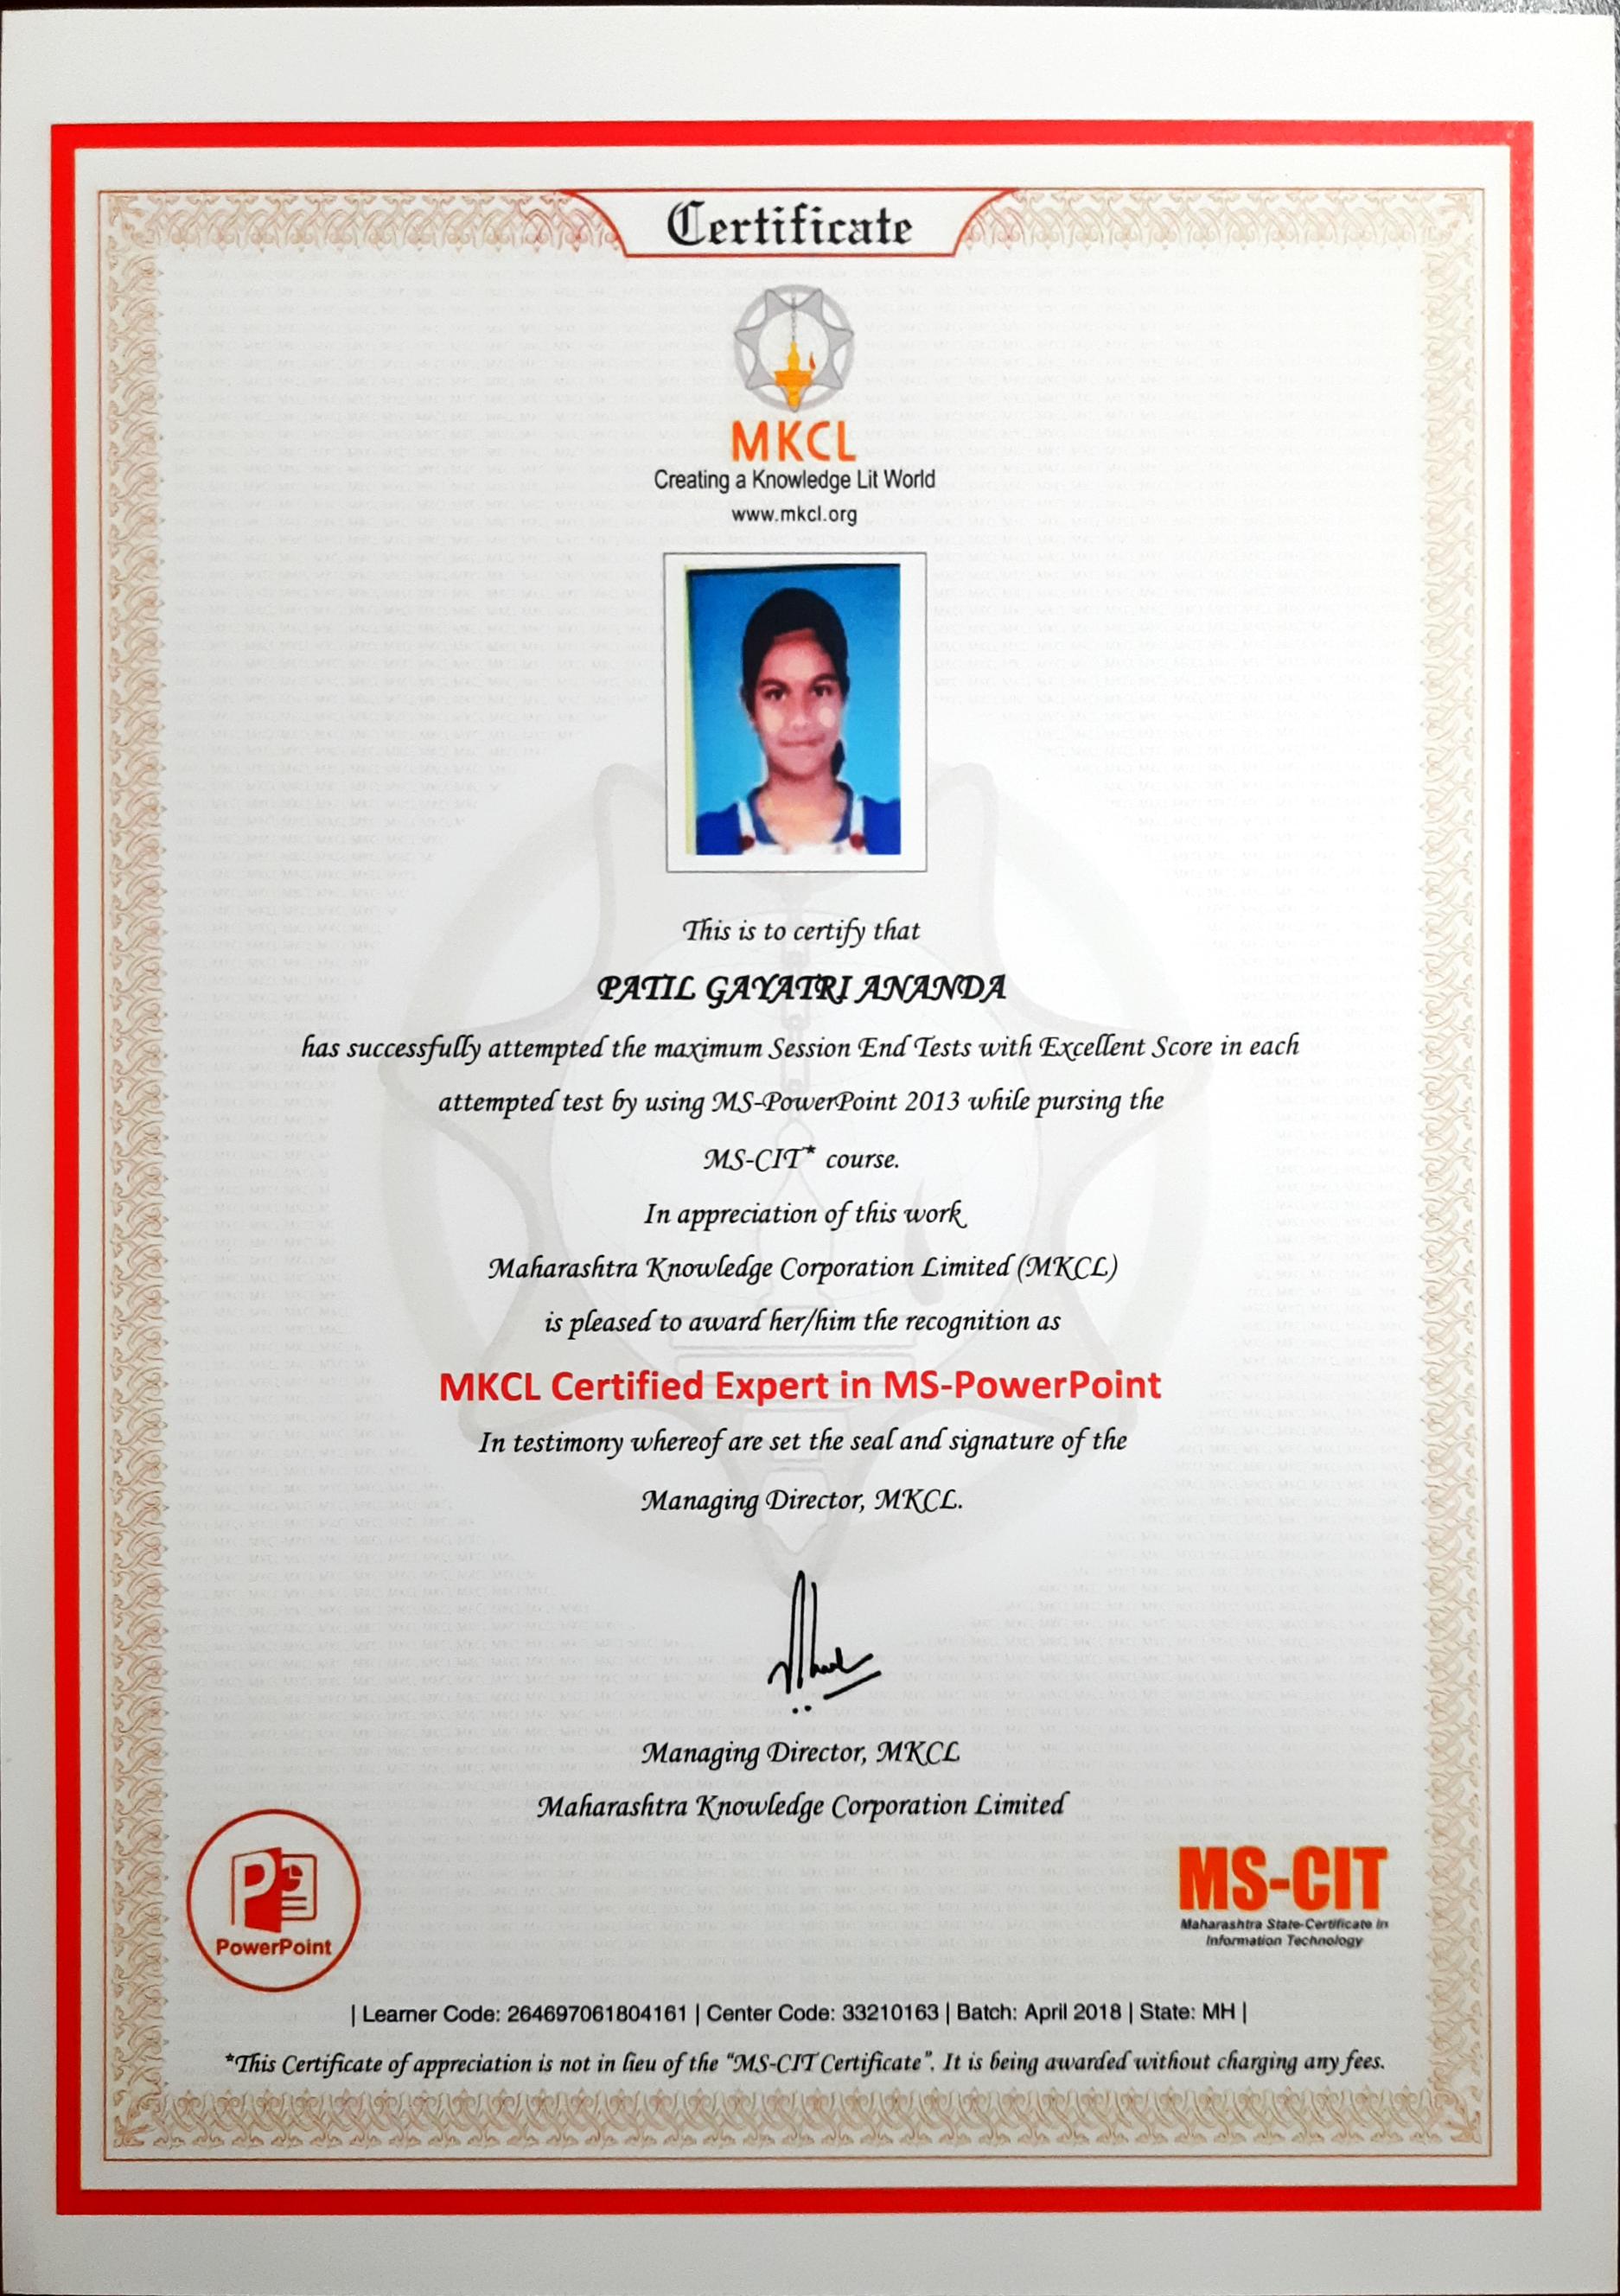 Certificate
MKCL
Creating a Knowledge Lit World
www.mkcl.org
This is to certify that
PATIL GAYATRI ANANDA
has successfully attempted the maximum Session End Tests with Excellent Score in each
attempted test by using MS-PowerPoint 2013 while pursing the
MS-CIT* course.
In appreciation of this work
Maharashtra Knowledge Corporation Limited (MKCL)
is pleased to award her/him the recognition as
MKCL Certified Expert in MS-PowerPoint
In testimony whereof are set the seal and signature of the
Managing Director, MKCL.
Managing Director, MKCL
Maharashtra Knowledge Corporation Limited
P
PowerPoint
MS-CIT
Maharashtra State-Certificate in
Information Technology
| Learner Code: 264697061804161 | Center Code: 33210163 | Batch: April 2018 | State: MH |
*This Certificate of appreciation is not in lieu of the “MS-CIT Certificate”. It is being awarded without charging any fees.